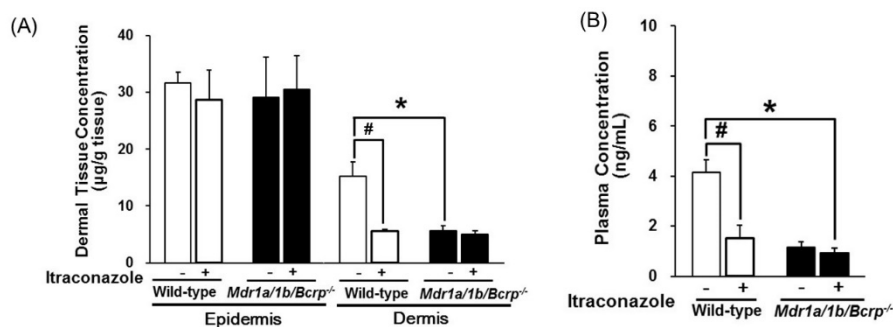 (A)
Dermal Tissue Concentration
(μg/g tissue)
40
30
20
10
0
*
#
Itraconazole - + - + - + - +
Wild-type Mdr1a/1b/Bcrp-/- Wild-type Mdr1a/1b/Bcrp-/-
Epidermis Dermis
(B)
Plasma Concentration
(ng/mL)
10
8
6
4
2
0
*
#
Itraconazole - + - +
Wild-type Mdr1a/1b/Bcrp-/-